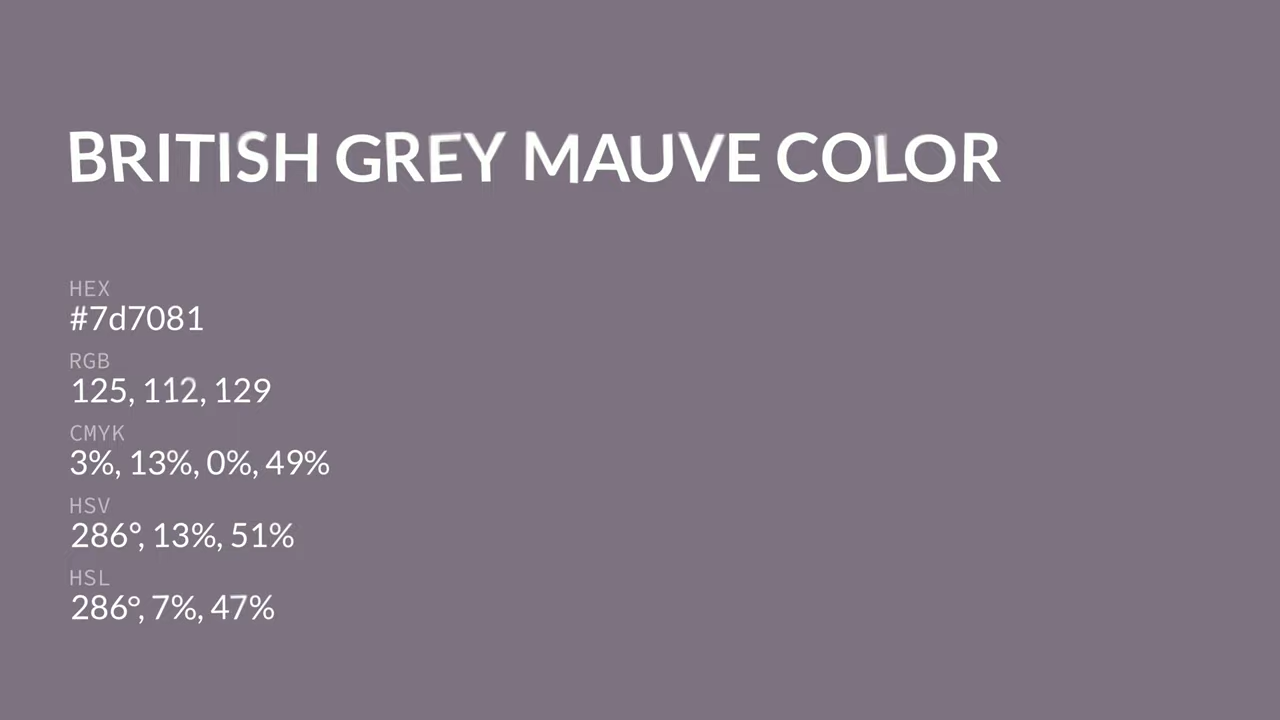 BRITISH GREY MAUVE COLOR
HEX
#7d7081
RGB
125, 112, 129
CMYK
3%, 13%, 0%, 49%
HSV
286°, 13%, 51%
HSL
286°, 7%, 47%